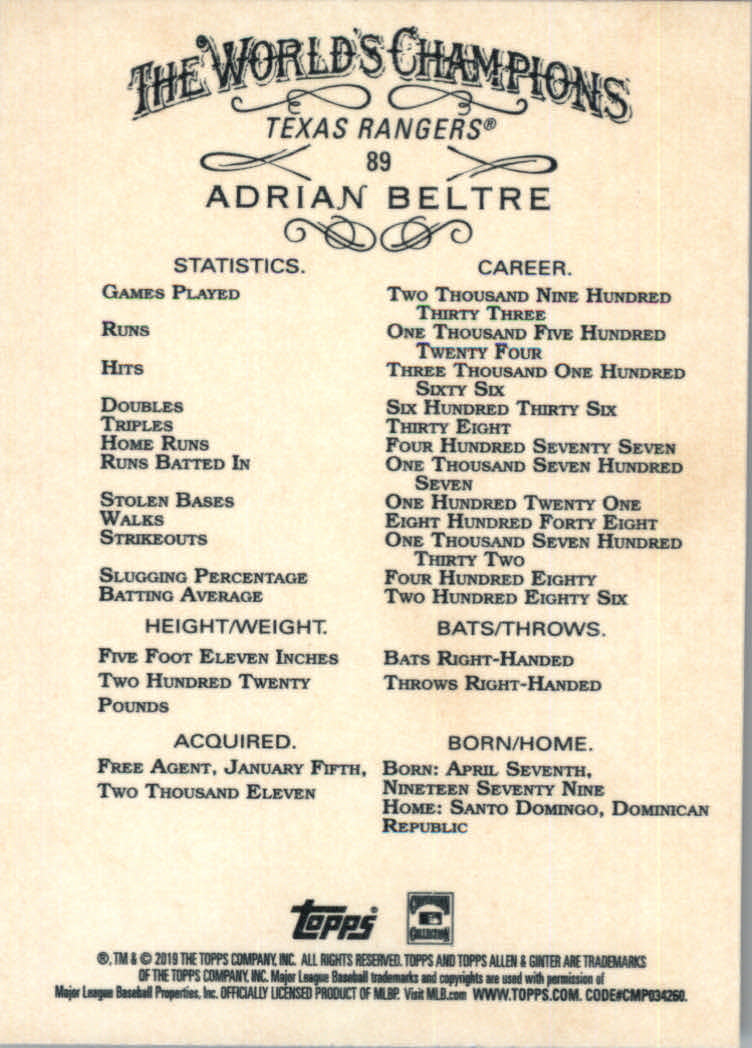 THE WORLD'S CHAMPIONS
TEXAS RANGERS®
89
ADRIAN BELTRE
STATISTICS. CAREER.
GAMES PLAYED TWO THOUSAND NINE HUNDRED
THIRTY THREE
RUNS ONE THOUSAND FIVE HUNDRED
TWENTY FOUR
HITS THREE THOUSAND ONE HUNDRED
SIXTY SIX
DOUBLES SIX HUNDRED THIRTY SIX
TRIPLES THIRTY EIGHT
HOME RUNS FOUR HUNDRED SEVENTY SEVEN
RUNS BATTED IN ONE THOUSAND SEVEN HUNDRED
SEVEN
STOLEN BASES ONE HUNDRED TWENTY ONE
WALKS EIGHT HUNDRED FORTY EIGHT
STRIKEOUTS ONE THOUSAND SEVEN HUNDRED
THIRTY TWO
SLUGGING PERCENTAGE FOUR HUNDRED EIGHTY
BATTING AVERAGE TWO HUNDRED EIGHTY SIX
HEIGHT/WEIGHT. BATS/THROWS.
FIVE FOOT ELEVEN INCHES BATS RIGHT-HANDED
TWO HUNDRED TWENTY THROWS RIGHT-HANDED
POUNDS
ACQUIRED. BORN/HOME.
FREE AGENT, JANUARY FIFTH, BORN: APRIL SEVENTH,
TWO THOUSAND ELEVEN NINETEEN SEVENTY NINE
HOME: SANTO DOMINGO, DOMINICAN
REPUBLIC
Topps®
®, TM & © 2019 THE TOPPS COMPANY, INC. ALL RIGHTS RESERVED. TOPPS AND TOPPS ALLEN & GINTER ARE TRADEMARKS
OF THE TOPPS COMPANY, INC. Major League Baseball trademarks and copyrights are used with permission of
Major League Baseball Properties, Inc. OFFICIALLY LICENSED PRODUCT OF MLBP. Visit MLB.com WWW.TOPPS.COM. CODE#CMP034260.